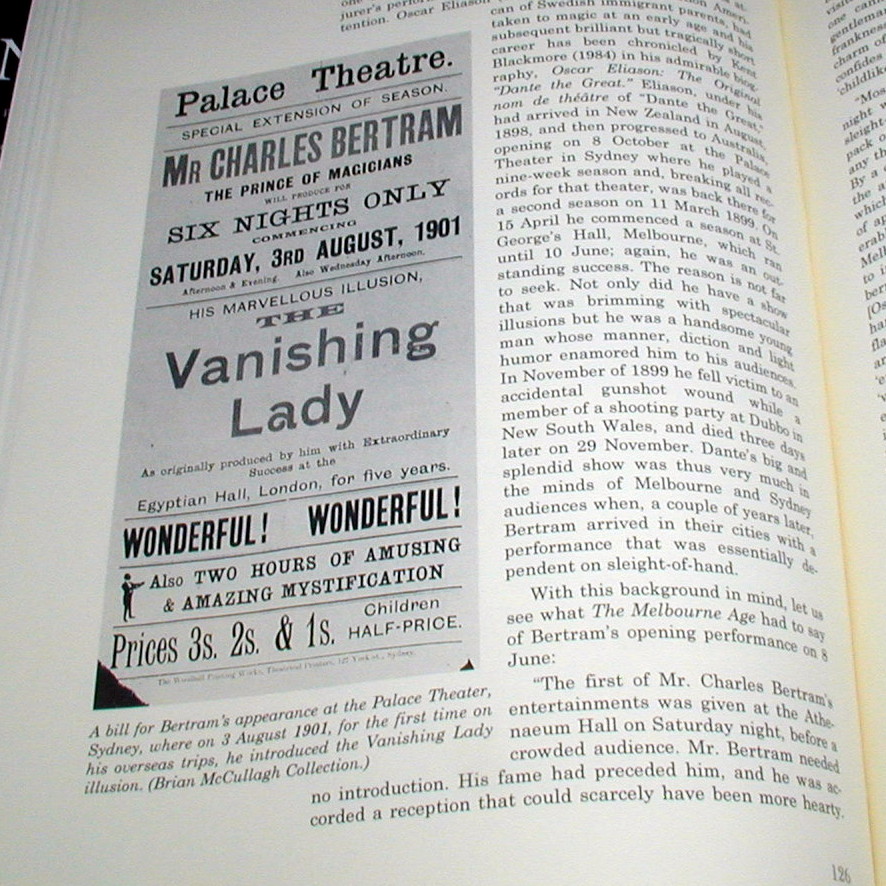 jurer's
tention. Oscar Eliason
can of Swedish immigrant parents, had
taken to magic at an early age and his
subsequent brilliant but tragically short
career has been chronicled by Kent
Blackmore (1984) in his admirable biog-
raphy, Oscar Eliason: The Original
"Dante the Great." Eliason, under his
nom de théâtre of "Dante the Great,"
had arrived in New Zealand in August,
1898, and then progressed to Australia,
opening on 8 October at the Palace
Theater in Sydney where he played a
nine-week season and, breaking all rec-
ords for that theater, was back there for
a second season on 11 March 1899. On
15 April he commenced a season at St.
George's Hall, Melbourne, which ran
until 10 June; again, he was an out-
standing success. The reason is not far
to seek. Not only did he have a show
that was brimming with spectacular
illusions but he was a handsome young
man whose manner, diction and light
humor enamored him to his audiences.
In November of 1899 he fell victim to an
accidental gunshot wound while a
member of a shooting party at Dubbo in
New South Wales, and died three days
later on 29 November. Dante's big and
splendid show was thus very much in
the minds of Melbourne and Sydney
audiences when, a couple of years later,
Bertram arrived in their cities with a
performance that was essentially de-
pendent on sleight-of-hand.
With this background in mind, let us
see what The Melbourne Age had to say
of Bertram's opening performance on 8
June:
"The first of Mr. Charles Bertram's
entertainments was given at the Athe-
naeum Hall on Saturday night, before a
crowded audience. Mr. Bertram needed
no introduction. His fame had preceded him, and he was ac-
corded a reception that could scarcely have been more hearty.
Palace Theatre.
SPECIAL EXTENSION OF SEASON.
MR CHARLES BERTRAM
THE PRINCE OF MAGICIANS
WILL PRODUCE FOR
SIX NIGHTS ONLY
COMMENCING
SATURDAY, 3RD AUGUST, 1901
Afternoon & Evening. Also Wednesday Afternoon.
HIS MARVELLOUS ILLUSION,
THE
Vanishing
Lady
As originally produced by him with Extraordinary
Success at the
Egyptian Hall, London, for five years.
WONDERFUL! WONDERFUL!
Also TWO HOURS OF AMUSING
& AMAZING MYSTIFICATION
Prices 3s. 2s. & 1s. Children
HALF-PRICE.
A bill for Bertram's appearance at the Palace Theater,
Sydney, where on 3 August 1901, for the first time on
his overseas trips, he introduced the Vanishing Lady
illusion. (Brian McCullagh Collection.)
126